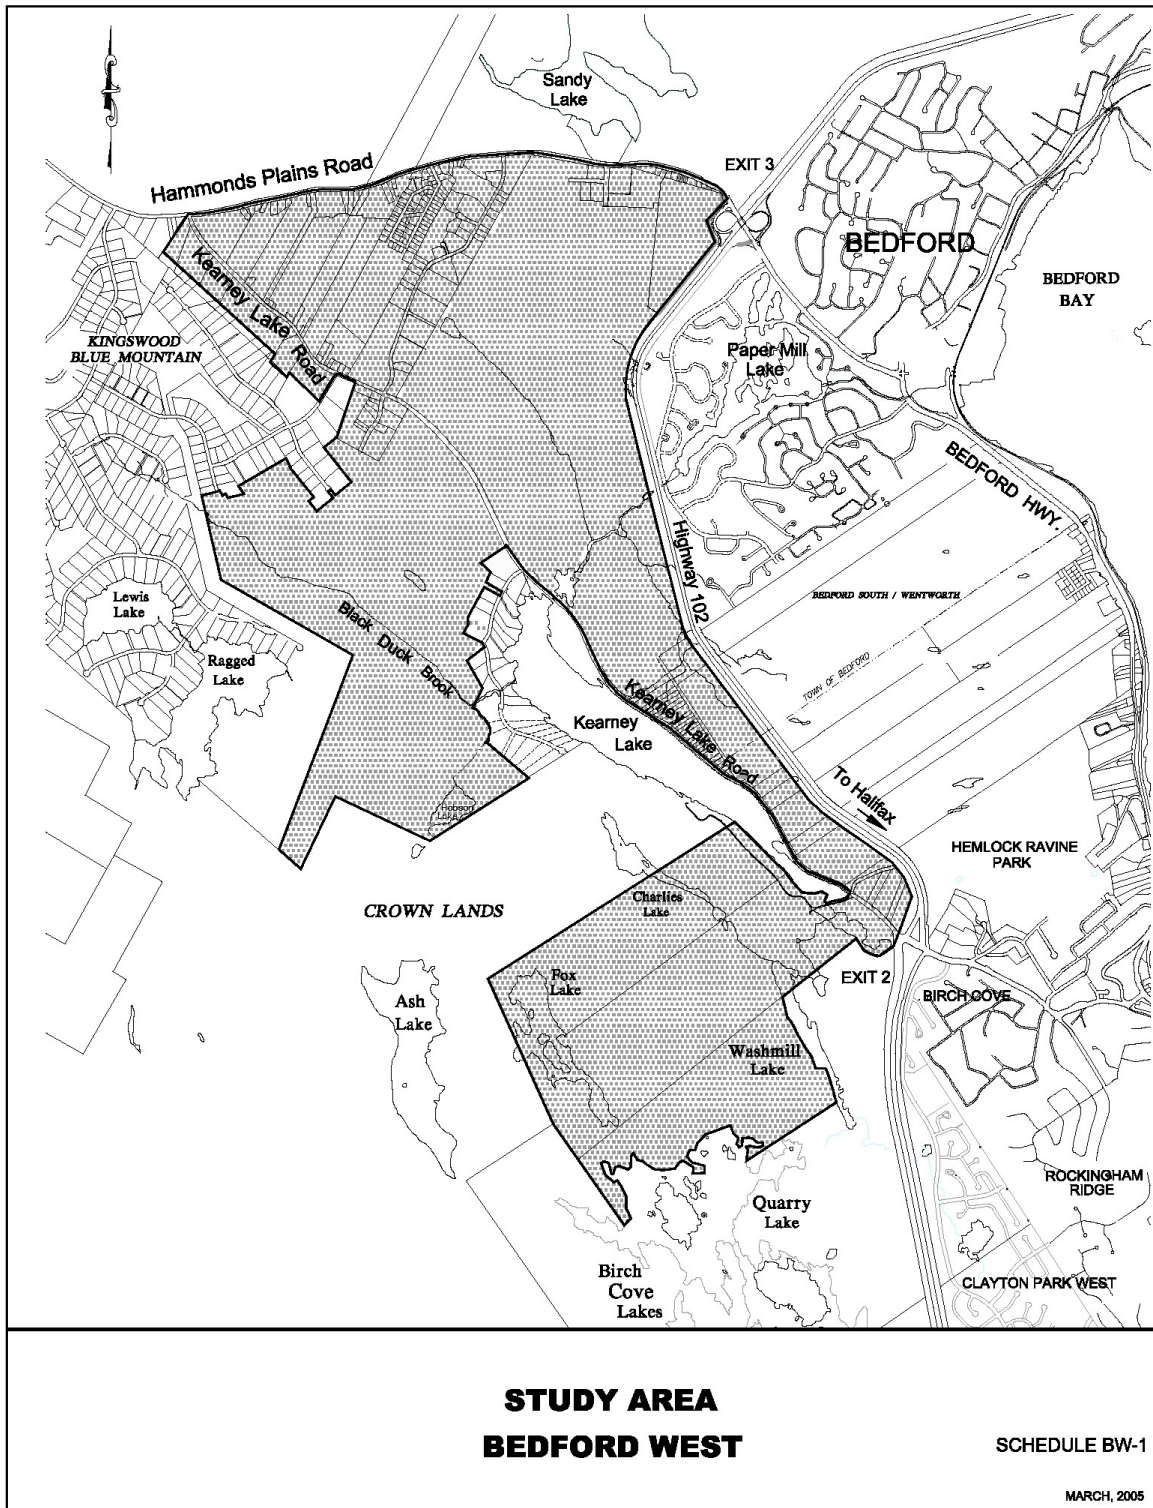 Sandy
Lake
Hammonds Plains Road
EXIT 3
BEDFORD
BEDFORD
BAY
Kearney Lake Road
KINGSWOOD
BLUE MOUNTAIN
Paper Mill
Lake
BEDFORD HWY.
Highway 102
BEDFORD SOUTH / WENTWORTH
Lewis
Lake
Black Duck Brook
Ragged
Lake
TOWN OF BEDFORD
Kearney
Lake
Kearney Lake Road
To Halifax
Hobson
Lake
HEMLOCK RAVINE
PARK
CROWN LANDS
Charlies
Lake
Fox
Lake
EXIT 2
Ash
Lake
BIRCH COVE
Washmill
Lake
ROCKINGHAM
RIDGE
Quarry
Lake
Birch
Cove
Lakes
CLAYTON PARK WEST
STUDY AREA
BEDFORD WEST
SCHEDULE BW-1
MARCH, 2005